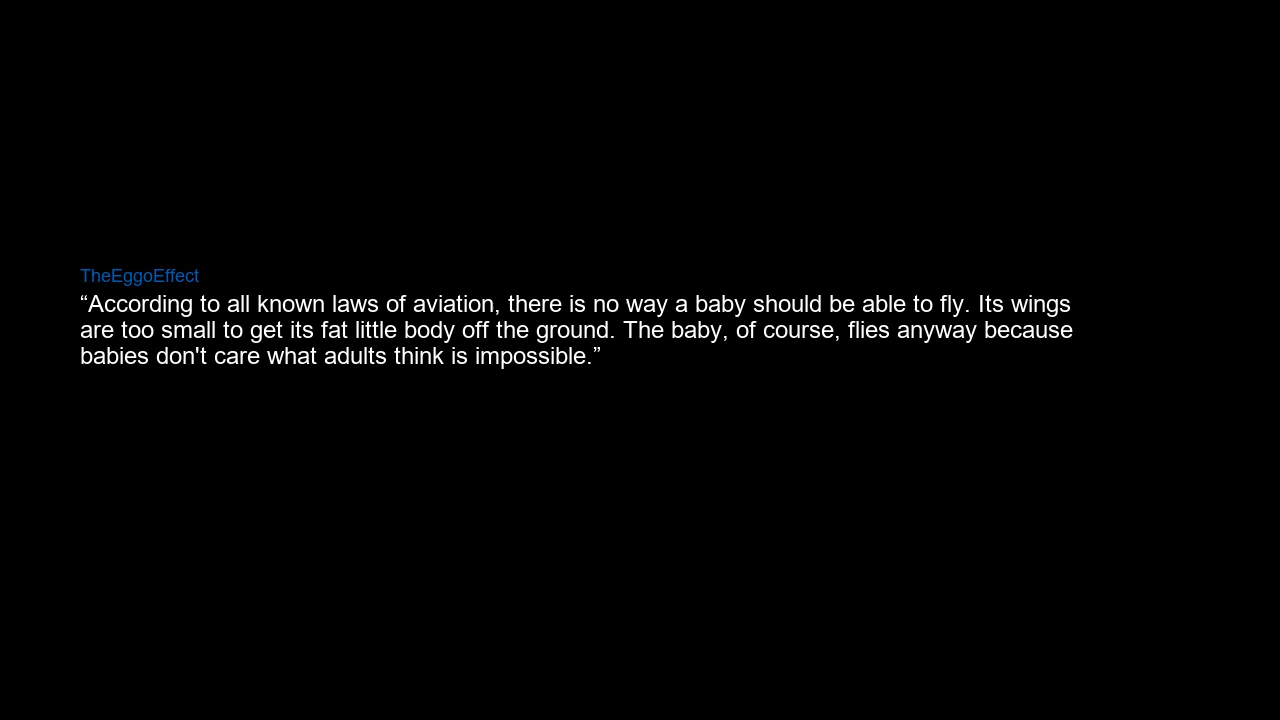 TheEggoEffect
“According to all known laws of aviation, there is no way a baby should be able to fly. Its wings
are too small to get its fat little body off the ground. The baby, of course, flies anyway because
babies don't care what adults think is impossible.”